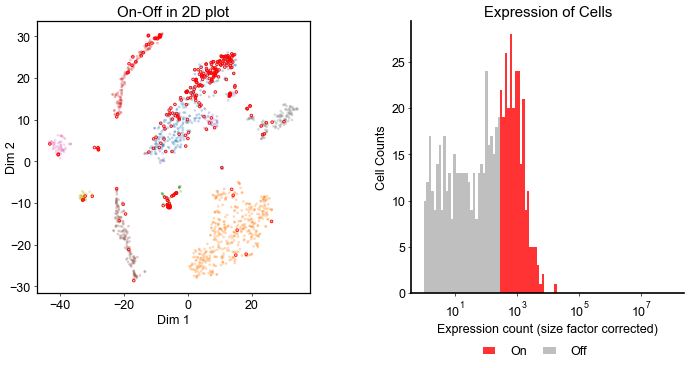 On-Off in 2D plot
Expression of Cells
30
20
10
0
−10
−20
−30
Dim 2
−40
−20
0
20
Dim 1
25
20
15
10
5
0
Cell Counts
10^1
10^3
10^5
10^7
Expression count (size factor corrected)
On
Off